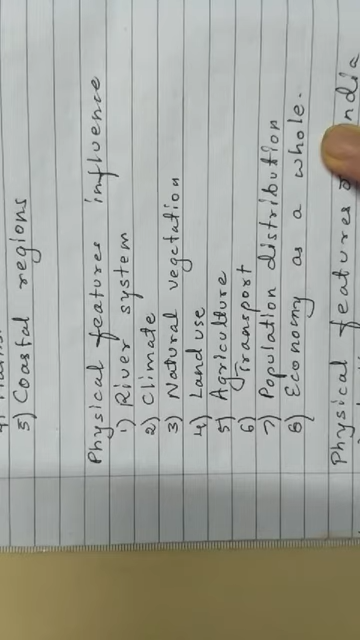 5) Coastal regions
Physical features influence
1) River system
2) Climate
3) Natural vegetation
4) Land use
5) Agriculture
6) Transport
7) Population distribution
8) Economy as a whole.
Physical features India